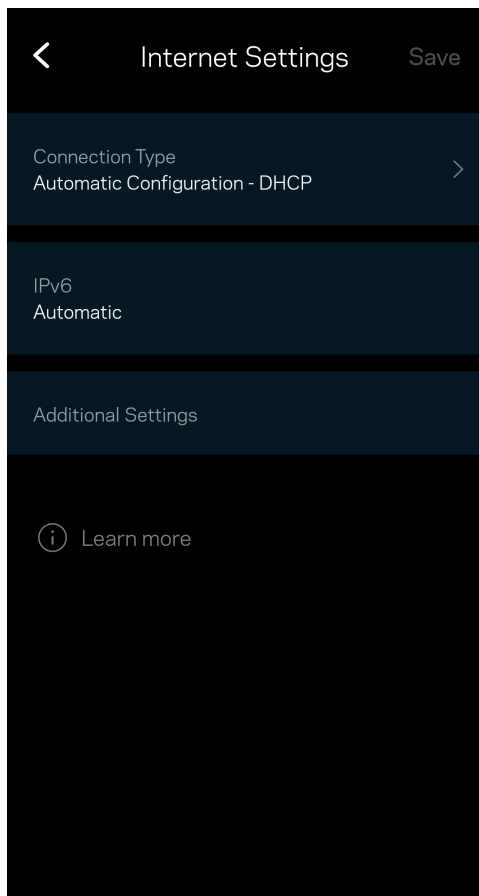 Internet Settings
Save
Connection Type
Automatic Configuration - DHCP
IPv6
Automatic
Additional Settings
Learn more